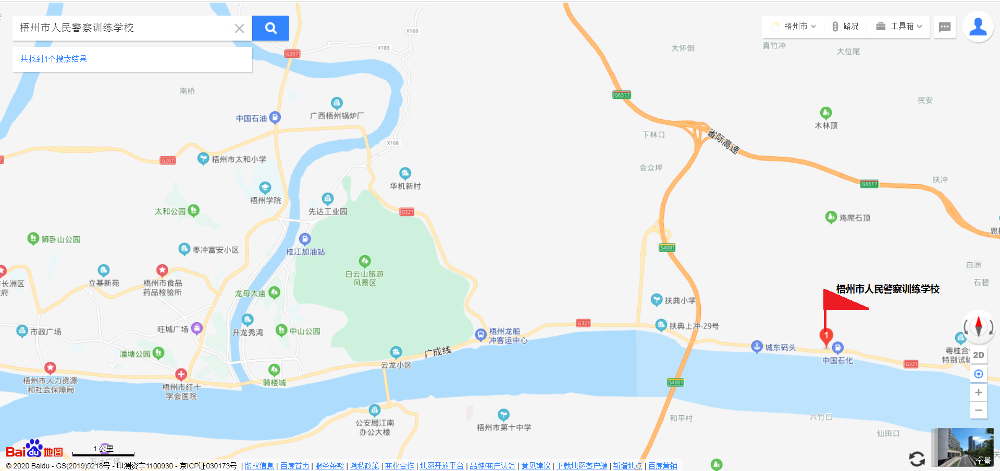 梧州市人民警察训练学校
共找到1个搜索结果
梧州市
路况
工具箱
X168
X183
G207
大怀倒
真竹冲
大位尾
南桥
G6517
民安
广西梧州锅炉厂
中国石油
木林顶
下林口
省际高速
X168
G207
梧州市太和小学
会众坪
华机新村
G6517
扶冲
梧州学院
先达工业园
太和公园
G321
鸡爬石顶
狮卧山公园
枣冲富安小区
桂江加油站
S4001
白云山旅游
风景区
白洲
石碧
立基新苑
梧州市食品
药品检验所
长洲区
龙母太庙
梧州市人民警察训练学校
扶典小学
市政广场
旺城广场
升龙秀湾
中山公园
梧州龙船
冲客运中心
G321
扶典上冲-29号
1
城东码头
中国石化
粤桂合
特别试验
2D
潘塘公园
云龙小区
广成线
G321
梧州市人力资源
和社会保障局
梧州市红十
字会医院
骑楼城
S4001
公安局江南
办公大楼
梧州市第十中学
和平村
六竹口
仙田口
全景
Bai du 地图
1 公里
万达广场
© 2020 Baidu - GS(2019)5218号 - 甲测资字1100930 - 京ICP证030173号 | 版权信息 | 百度首页 | 服务条款 | 隐私政策 | 商业合作 | 地图开放平台 | 品牌/商户认领 | 意见建议 | 下载地图客户端 | 新增地点 | 百度营销